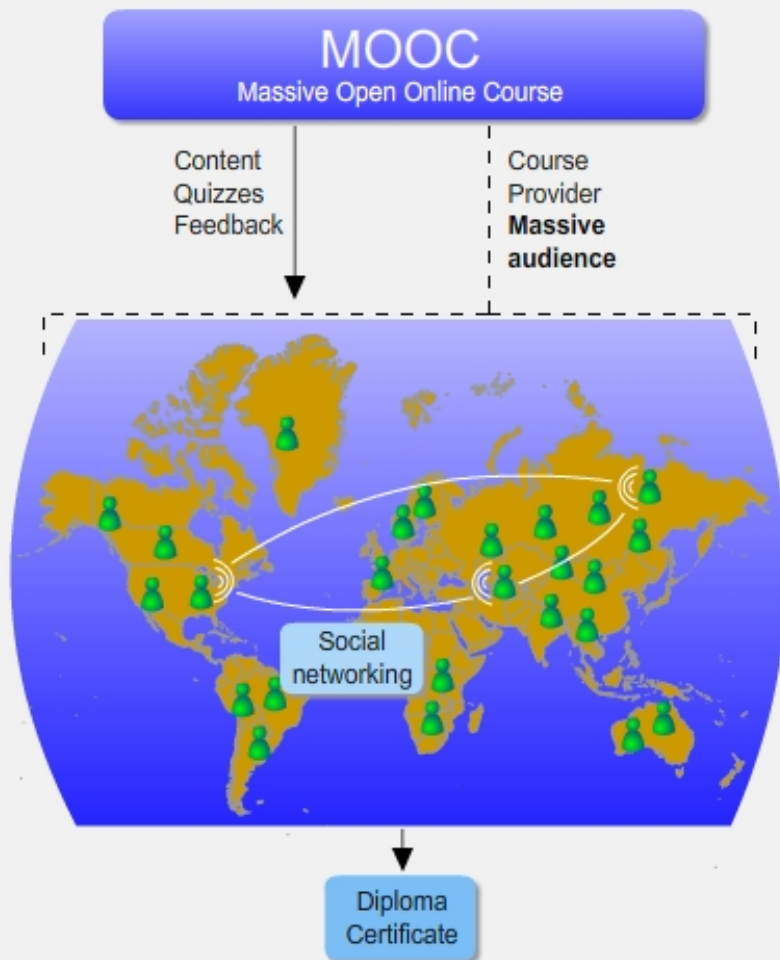 MOOC
Massive Open Online Course
Content
Quizzes
Feedback
Course
Provider
Massive
audience
Social
networking
Diploma
Certificate